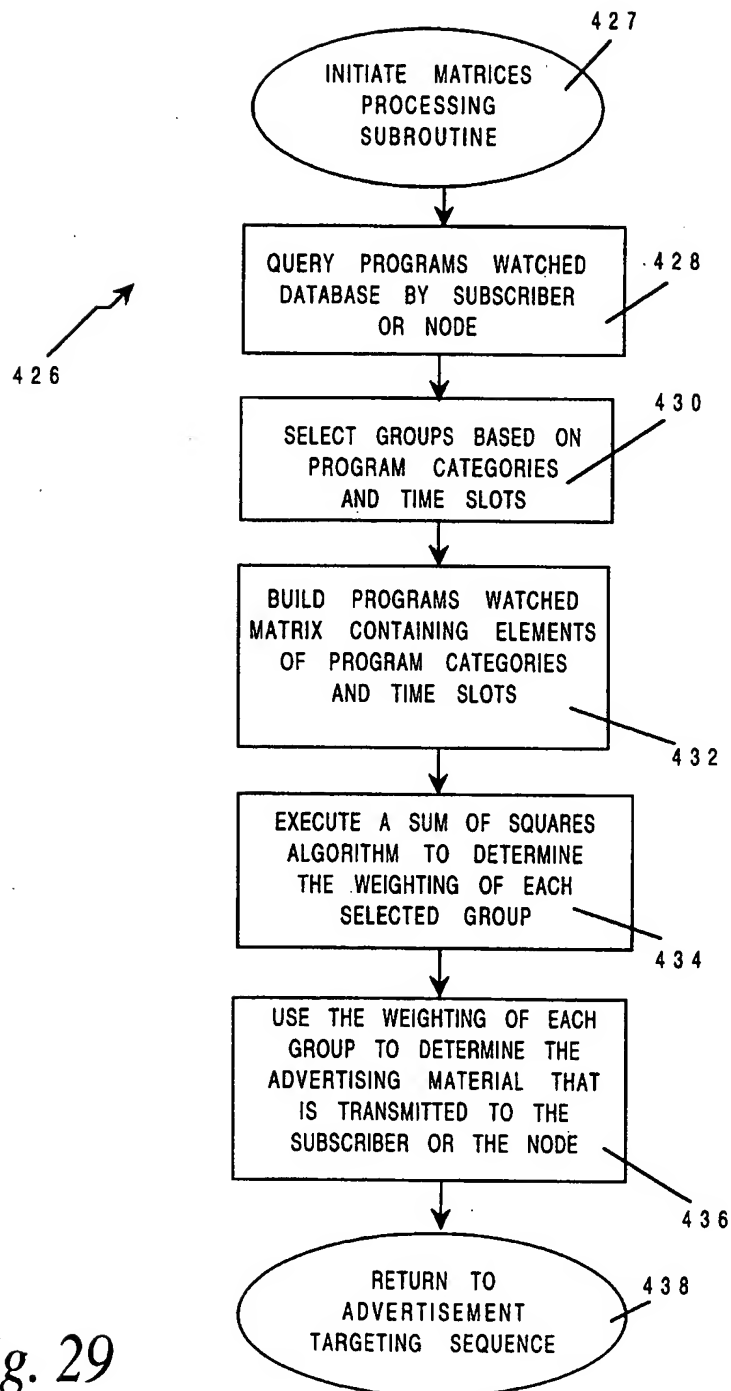 427
INITIATE MATRICES
PROCESSING
SUBROUTINE
QUERY PROGRAMS WATCHED
DATABASE BY SUBSCRIBER
OR NODE
428
426
SELECT GROUPS BASED ON
PROGRAM CATEGORIES
AND TIME SLOTS
430
BUILD PROGRAMS WATCHED
MATRIX CONTAINING ELEMENTS
OF PROGRAM CATEGORIES
AND TIME SLOTS
432
EXECUTE A SUM OF SQUARES
ALGORITHM TO DETERMINE
THE WEIGHTING OF EACH
SELECTED GROUP
434
USE THE WEIGHTING OF EACH
GROUP TO DETERMINE THE
ADVERTISING MATERIAL THAT
IS TRANSMITTED TO THE
SUBSCRIBER OR THE NODE
436
RETURN TO
ADVERTISEMENT
TARGETING SEQUENCE
438
g. 29